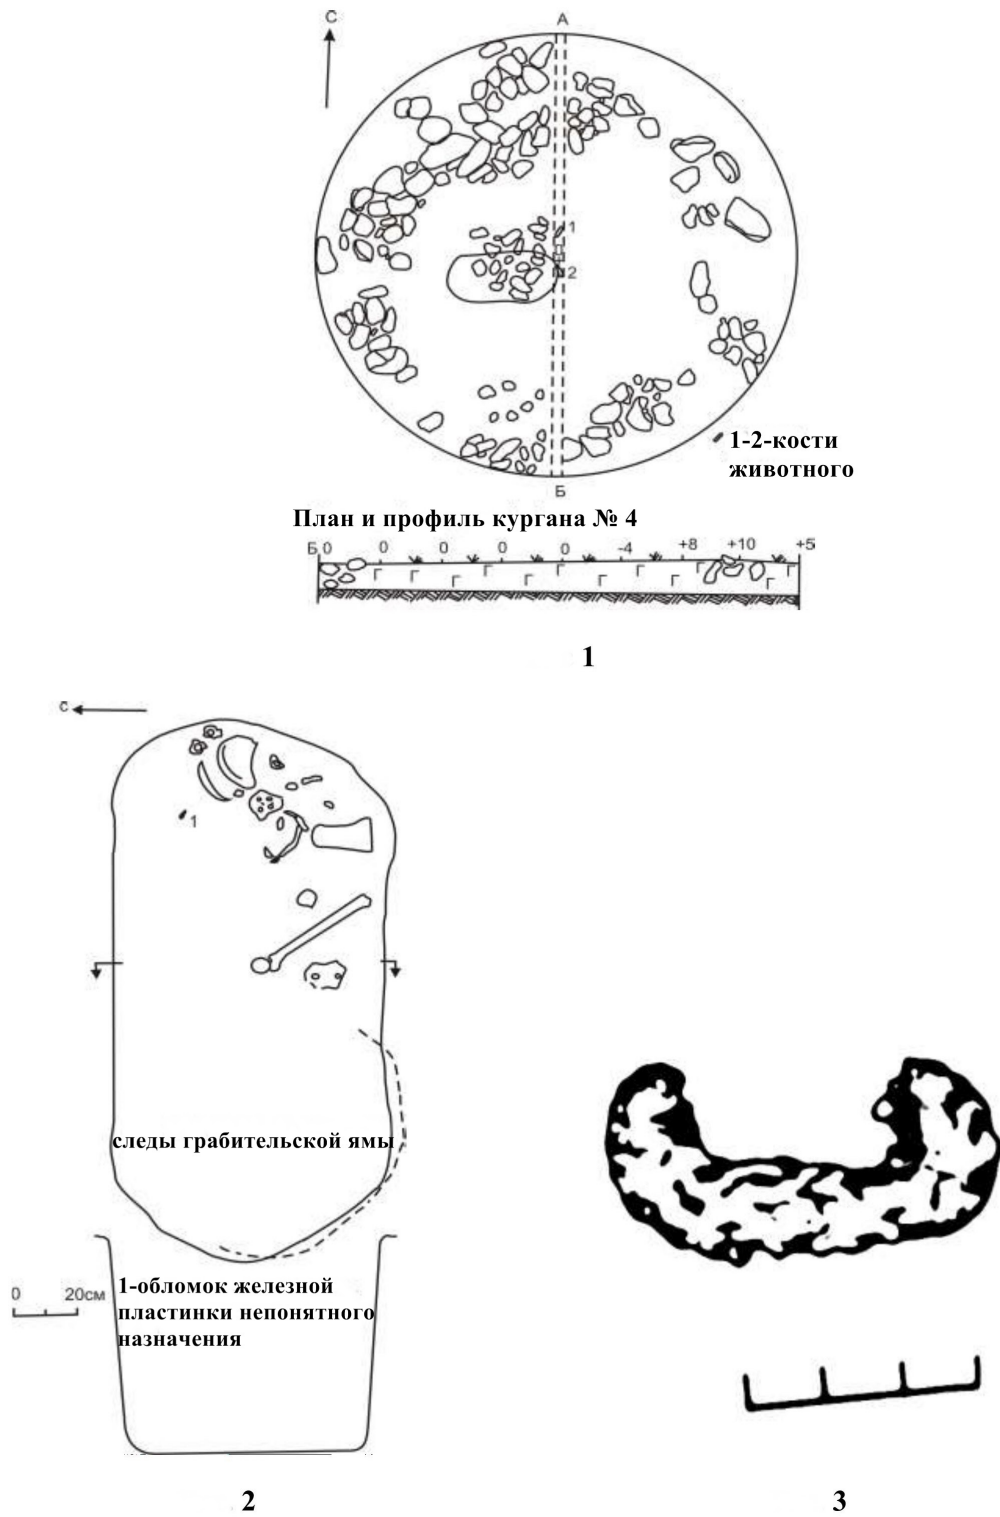 С
А
1
2
1-2-кости
животного
Б
План и профиль кургана № 4
Б 0 0 0 0 0 -4 +8 +10 +5
Г Г Г Г Г Г Г Г Г Г Г Г
1
с
1
следы грабительской ямы
0 20см
1-обломок железной
пластинки непонятного
назначения
2
3